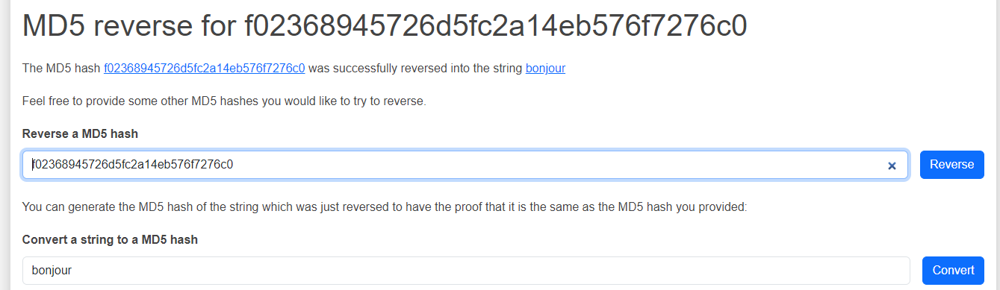 MD5 reverse for f02368945726d5fc2a14eb576f7276c0
The MD5 hash f02368945726d5fc2a14eb576f7276c0 was successfully reversed into the string bonjour
Feel free to provide some other MD5 hashes you would like to try to reverse.
Reverse a MD5 hash
f02368945726d5fc2a14eb576f7276c0 × Reverse
You can generate the MD5 hash of the string which was just reversed to have the proof that it is the same as the MD5 hash you provided:
Convert a string to a MD5 hash
bonjour Convert